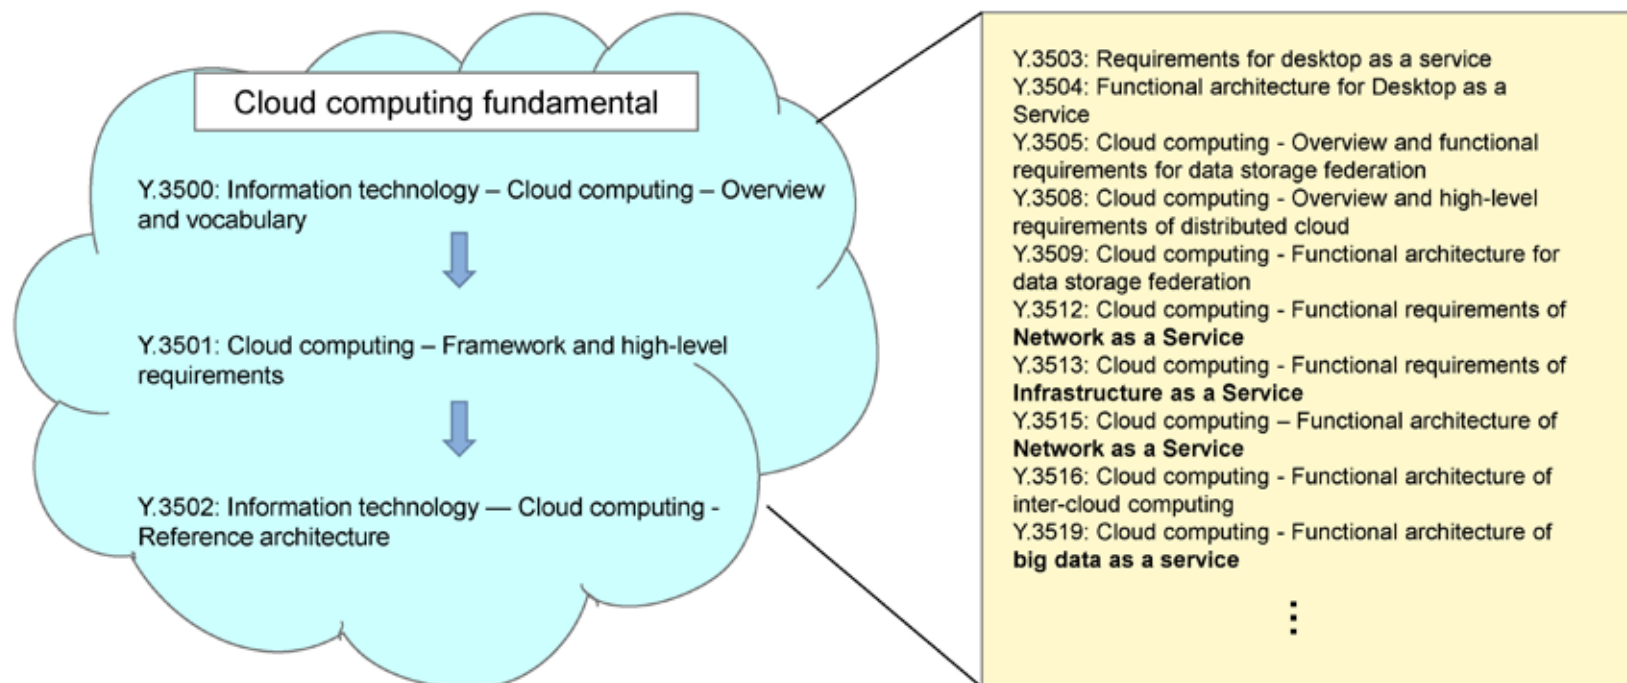 Cloud computing fundamental
Y.3500: Information technology – Cloud computing – Overview
and vocabulary
Y.3501: Cloud computing – Framework and high-level
requirements
Y.3502: Information technology — Cloud computing -
Reference architecture
Y.3503: Requirements for desktop as a service
Y.3504: Functional architecture for Desktop as a
Service
Y.3505: Cloud computing - Overview and functional
requirements for data storage federation
Y.3508: Cloud computing - Overview and high-level
requirements of distributed cloud
Y.3509: Cloud computing - Functional architecture for
data storage federation
Y.3512: Cloud computing - Functional requirements of
Network as a Service
Y.3513: Cloud computing - Functional requirements of
Infrastructure as a Service
Y.3515: Cloud computing – Functional architecture of
Network as a Service
Y.3516: Cloud computing - Functional architecture of
inter-cloud computing
Y.3519: Cloud computing - Functional architecture of
big data as a service
⋮